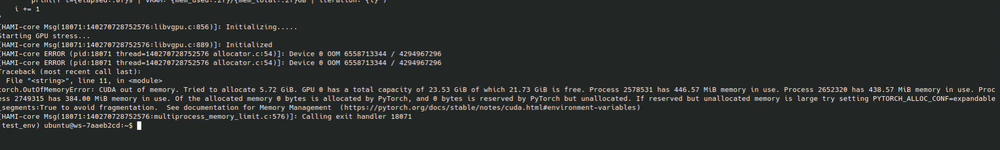 print(f"t={elapsed:.0f}s | VRAM: {mem_used:.2f}/{mem_total:.2f}GB | iteration: {i}")
i += 1
"
[HAMI-core Msg(18071:140270728752576:libvgpu.c:856)]: Initializing.....
Starting GPU stress...
[HAMI-core Msg(18071:140270728752576:libvgpu.c:889)]: Initialized
[HAMI-core ERROR (pid:18071 thread=140270728752576 allocator.c:54)]: Device 0 OOM 6558713344 / 4294967296
[HAMI-core ERROR (pid:18071 thread=140270728752576 allocator.c:54)]: Device 0 OOM 6558713344 / 4294967296
Traceback (most recent call last):
File "<string>", line 11, in <module>
torch.OutOfMemoryError: CUDA out of memory. Tried to allocate 5.72 GiB. GPU 0 has a total capacity of 23.53 GiB of which 21.73 GiB is free. Process 2578531 has 446.57 MiB memory in use. Process 2652320 has 438.57 MiB memory in use. Proc
ess 2749315 has 384.00 MiB memory in use. Of the allocated memory 0 bytes is allocated by PyTorch, and 0 bytes is reserved by PyTorch but unallocated. If reserved but unallocated memory is large try setting PYTORCH_ALLOC_CONF=expandable
_segments:True to avoid fragmentation.  See documentation for Memory Management  (https://pytorch.org/docs/stable/notes/cuda.html#environment-variables)
[HAMI-core Msg(18071:140270728752576:multiprocess_memory_limit.c:576)]: Calling exit handler 18071
(test_env) ubuntu@ws-7aaeb2cd:~$